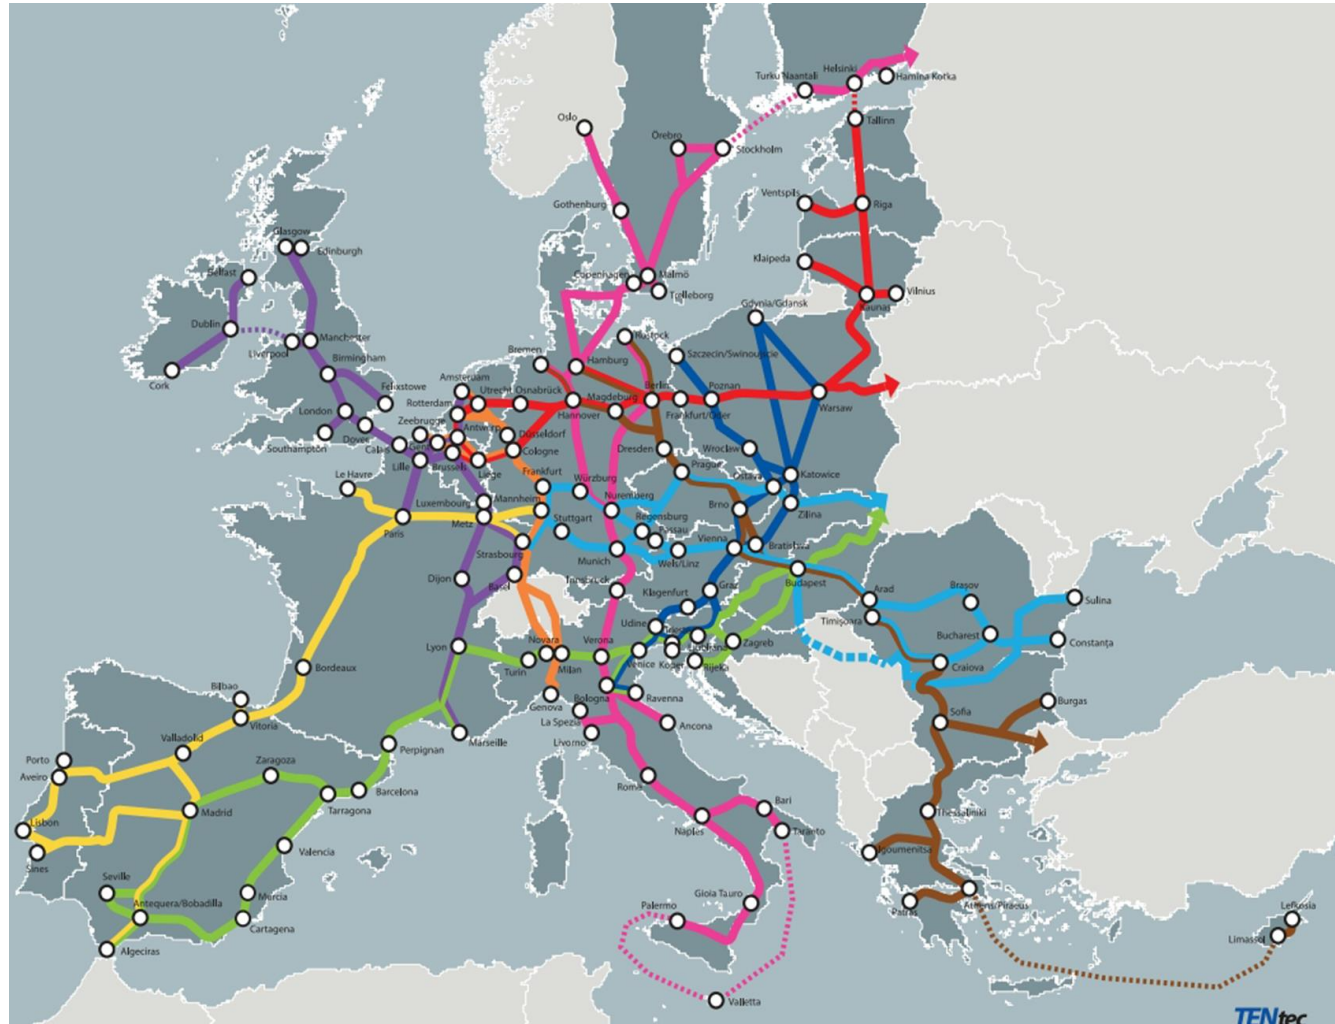 Helsinki
Turku Naantali
Hamina Kotka
Oslo
Tallinn
Örebro
Stockholm
Ventspils
Riga
Gothenburg
Glasgow
Edinburgh
Klaipeda
Belfast
Copenhagen
Malmö
Trelleborg
Vilnius
Kaunas
Gdynia/Gdansk
Dublin
Liverpool
Manchester
Rostock
Bremen
Szczecin/Swinoujscie
Birmingham
Hamburg
Cork
Felixstowe
Amsterdam
Utrecht
Osnabrück
Magdeburg
Berlin
Poznan
Rotterdam
London
Hannover
Frankfurt/Oder
Warsaw
Zeebrugge
Antwerp
Düsseldorf
Dover
Southampton
Calais
Gent
Cologne
Dresden
Wroclaw
Lille
Brussels
Liege
Prague
Le Havre
Frankfurt
Würzburg
Ostrava
Katowice
Luxembourg
Mannheim
Nuremberg
Brno
Zilina
Metz
Stuttgart
Regensburg
Paris
Passau
Vienna
Bratislava
Strasbourg
Munich
Wels/Linz
Dijon
Basel
Innsbruck
Graz
Budapest
Klagenfurt
Arad
Braşov
Sulina
Udine
Timişoara
Bucharest
Constanţa
Lyon
Novara
Verona
Trieste
Ljubljana
Zagreb
Turin
Milan
Venice
Koper
Rijeka
Craiova
Bordeaux
Bilbao
Genova
Bologna
Ravenna
Burgas
Vitoria
La Spezia
Ancona
Sofia
Livorno
Marseille
Valladolid
Perpignan
Porto
Zaragoza
Aveiro
Roma
Barcelona
Tarragona
Madrid
Bari
Thessaloniki
Lisbon
Naples
Taranto
Valencia
Igoumenitsa
Sines
Seville
Murcia
Gioia Tauro
Antequera/Bobadilla
Palermo
Patras
Athens/Piraeus
Lefkosia
Cartagena
Limassol
Algeciras
Valletta
TENtec